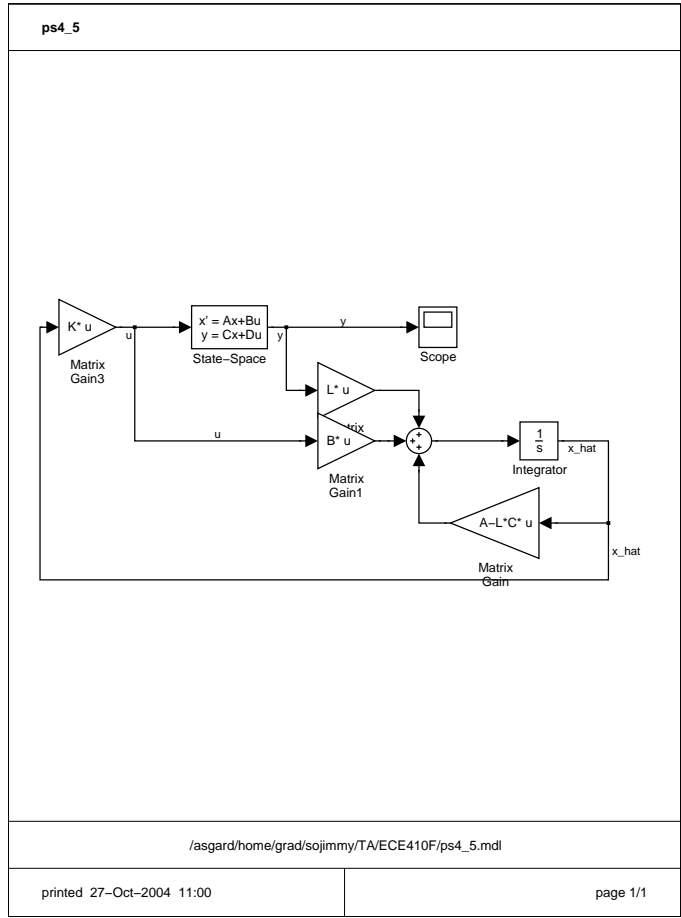 ps4_5
K* u
Matrix
Gain3
u
x' = Ax+Bu
y = Cx+Du
State−Space
y
y
Scope
L* u
trix
u
B* u
Matrix
Gain1
+
+
+
1
s
Integrator
x_hat
A−L*C* u
Matrix
Gain
x_hat
/asgard/home/grad/sojimmy/TA/ECE410F/ps4_5.mdl
printed 27−Oct−2004 11:00
page 1/1